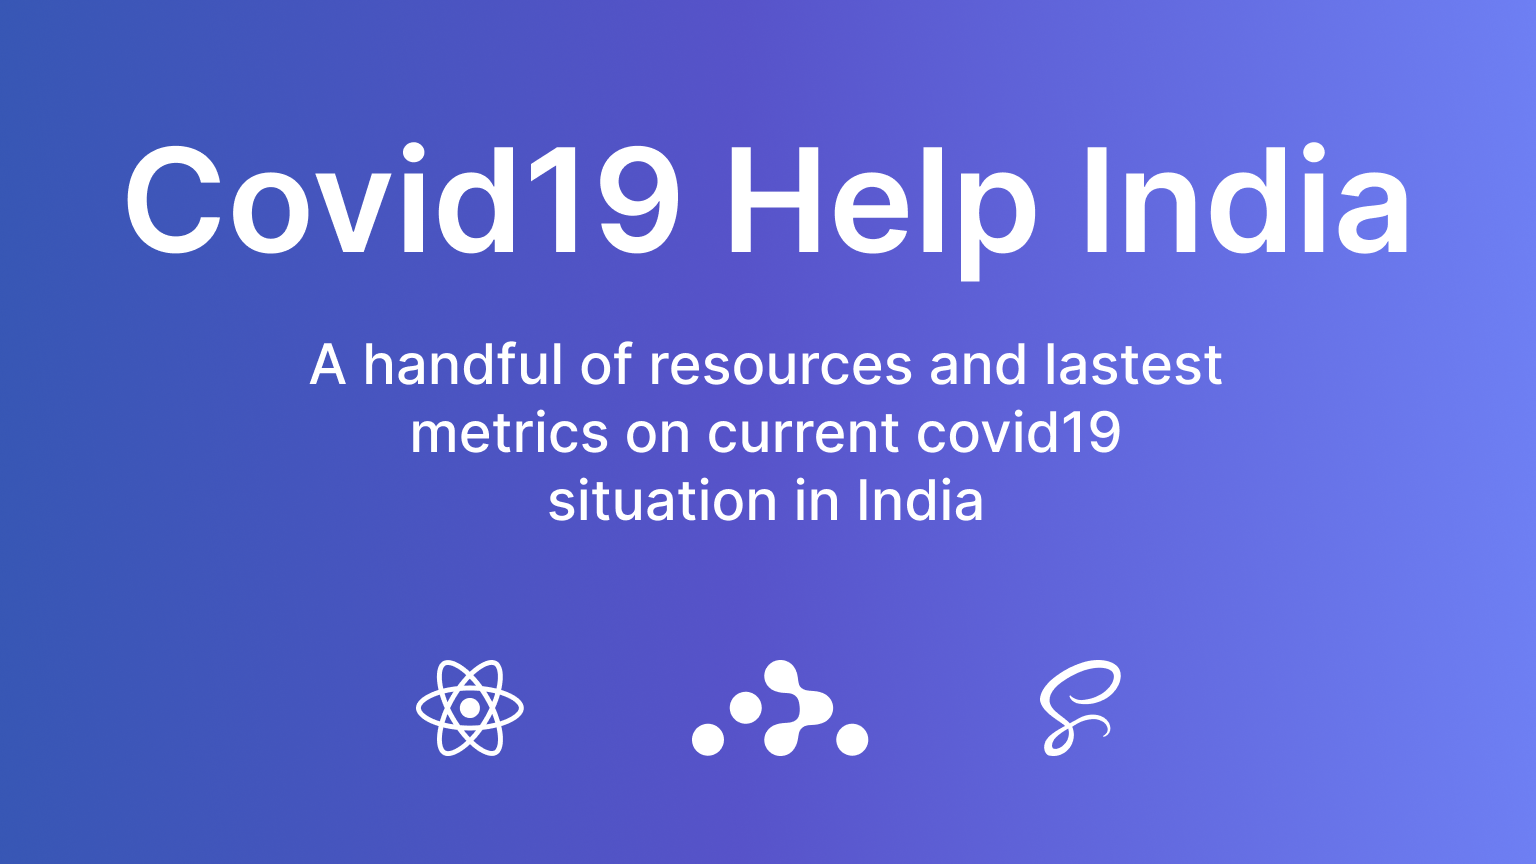 Covid19 Help India
A handful of resources and lastest
metrics on current covid19
situation in India